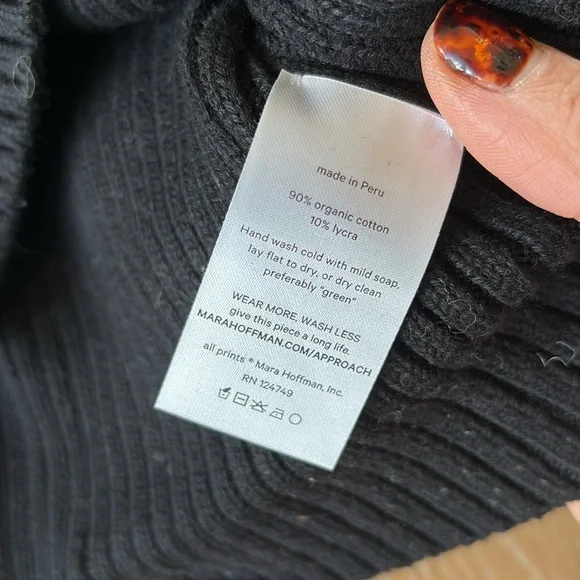 made in Peru
90% organic cotton
10% lycra
Hand wash cold with mild soap,
lay flat to dry, or dry clean
preferably "green"
WEAR MORE, WASH LESS
give this piece a long life.
MARAHOFFMAN.COM/APPROACH
all prints ® Mara Hoffman, Inc.
RN 124749